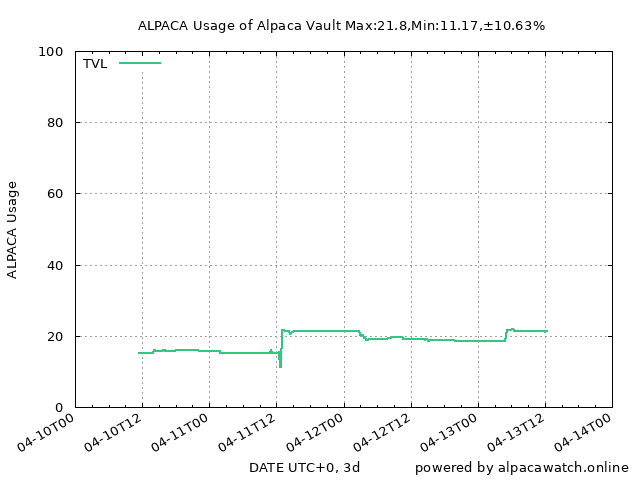 ALPACA Usage of Alpaca Vault Max:21.8,Min:11.17,±10.63%
100
TVL
80
60
ALPACA Usage
40
20
0
04-10T00
04-10T12
04-11T00
04-11T12
04-12T00
04-12T12
04-13T00
04-13T12
04-14T00
DATE UTC+0, 3d
powered by alpacawatch.online